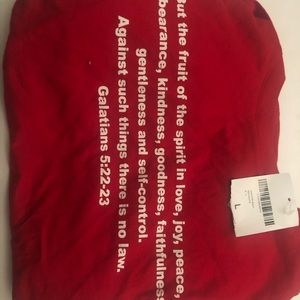 But the fruit of the spirit in love, joy, peace,
bearance, kindness, goodness, faithfulness
gentleness and self-control.
Against such things there is no law.
Galatians 5:22-23
L